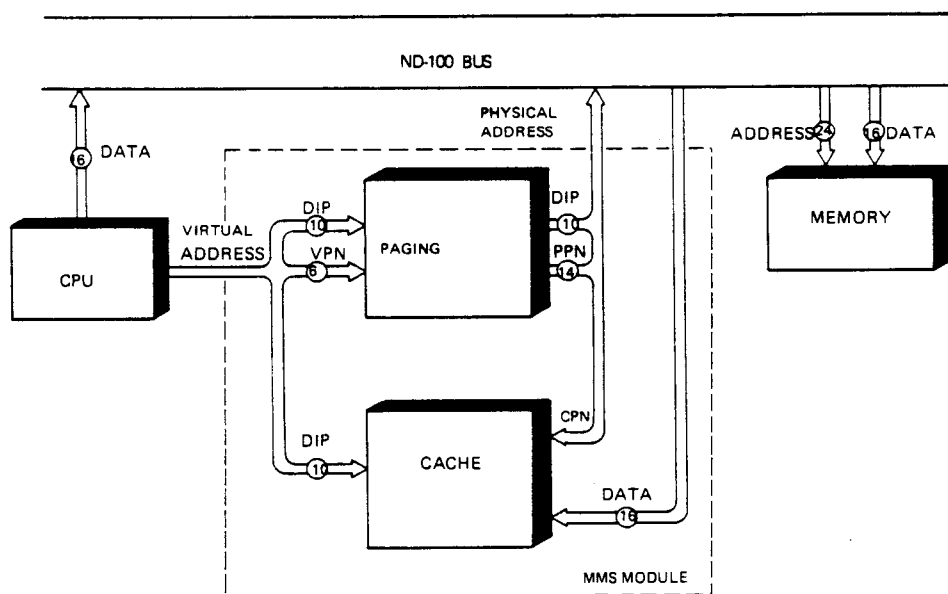 ND-100 BUS
PHYSICAL
ADDRESS
ADDRESS 24
16 DATA
16 DATA
MEMORY
DIP
10
VIRTUAL
ADDRESS
VPN
6
PAGING
DIP
10
PPN
14
CPU
CPN
DIP
10
CACHE
DATA
16
MMS MODULE